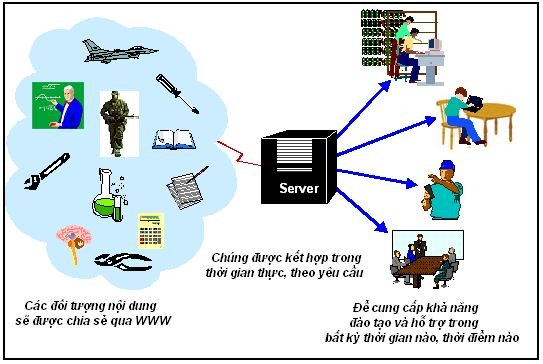 Server
Chúng được kết hợp trong
thời gian thực, theo yêu cầu
Các đối tượng nội dung
sẽ được chia sẻ qua WWW
Để cung cấp khả năng
đào tạo và hỗ trợ trong
bất kỳ thời gian nào, thời điểm nào